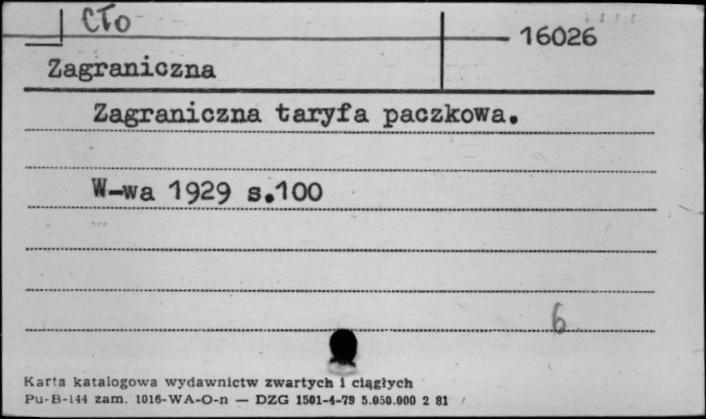 Cło
16026
Zagraniczna
Zagraniczna taryfa paczkowa.
W-wa 1929 s.100
6
Karta katalogowa wydawnictw zwartych i ciągłych
Pu-B-144 zam. 1016-WA-O-n — DZG 1501-4-79 5.050.000 2 81